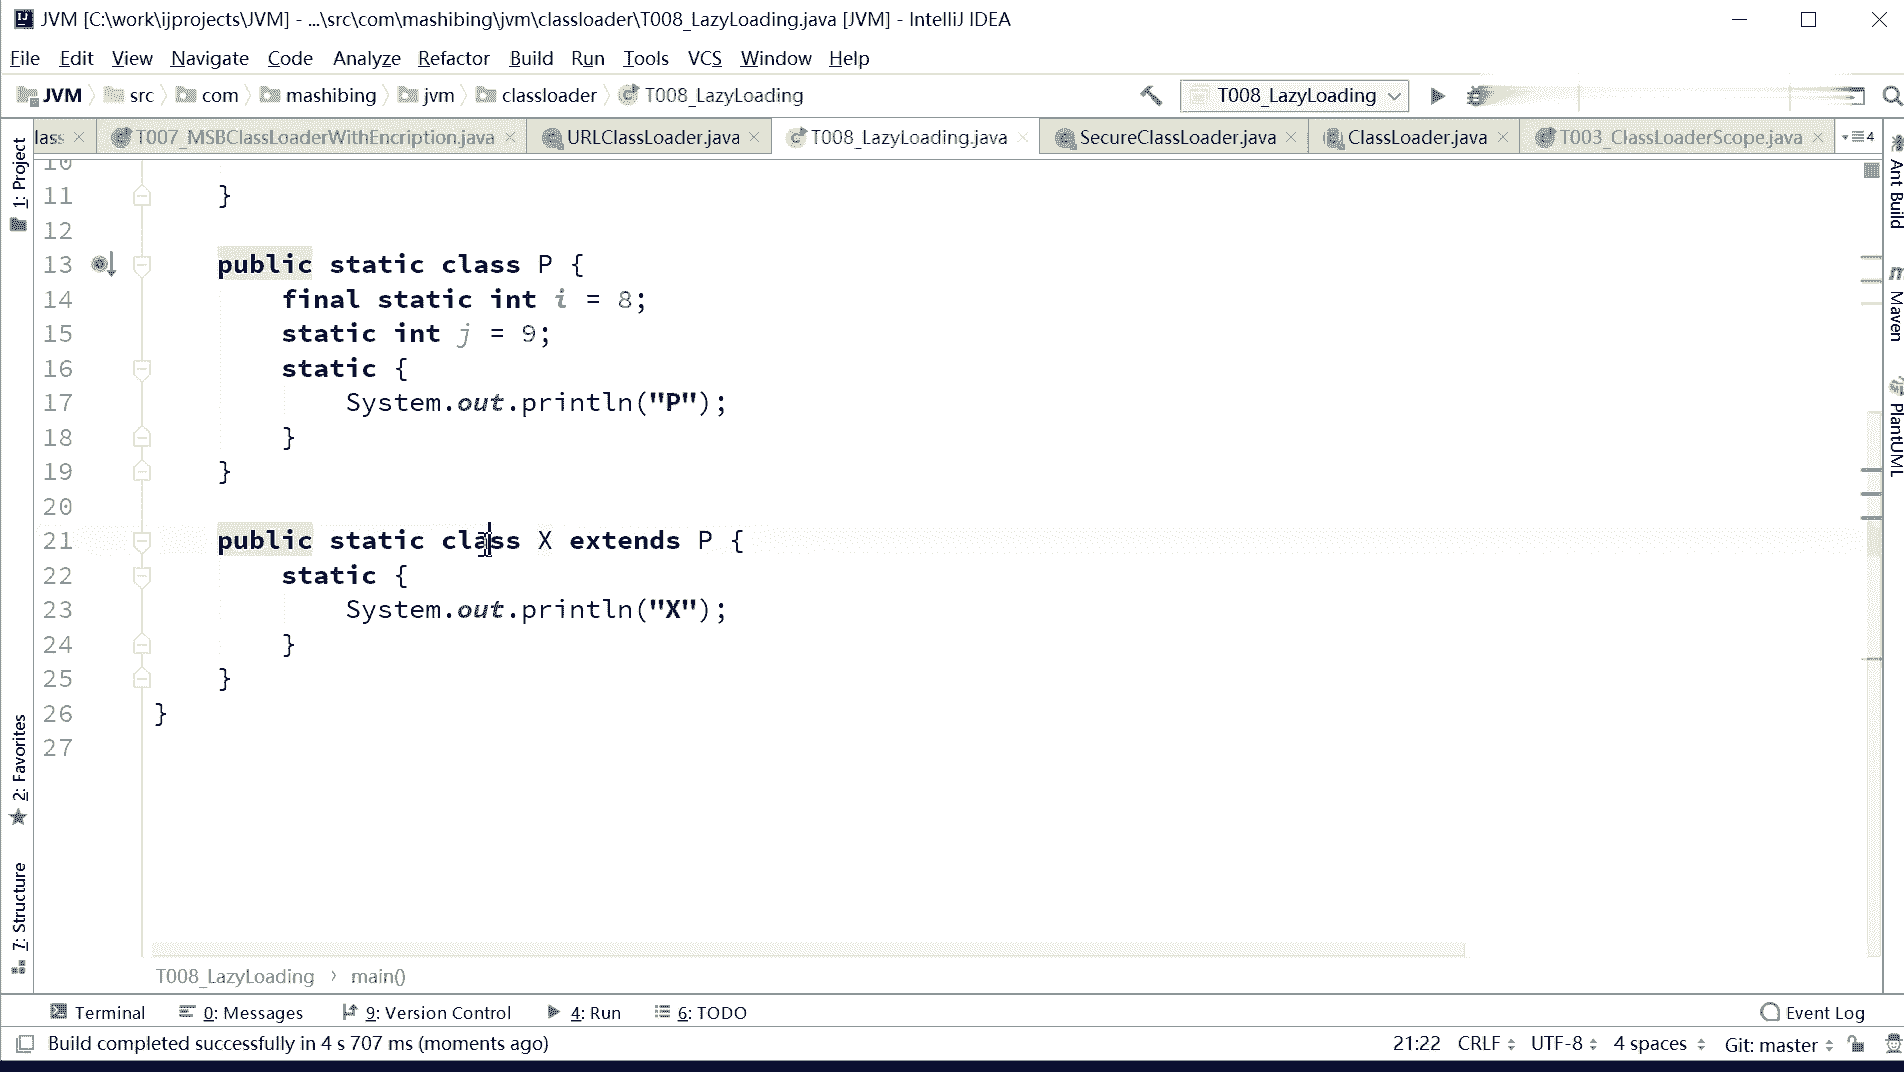 JVM [C:\work\ijprojects\JVM] - ...\src\com\mashibing\jvm\classloader\T008_LazyLoading.java [JVM] - IntelliJ IDEA
File Edit View Navigate Code Analyze Refactor Build Run Tools VCS Window Help
JVM src com mashibing jvm classloader T008_LazyLoading T008_LazyLoading
lass T007_MSBClassLoaderWithEncription.java URLClassLoader.java T008_LazyLoading.java SecureClassLoader.java ClassLoader.java T003_ClassLoaderScope.java 4
1: Project
2: Favorites
7: Structure
Ant Build
Maven
PlantUML
10
11 }
12
13 public static class P {
14 final static int i = 8;
15 static int j = 9;
16 static {
17 System.out.println("P");
18 }
19 }
20
21 public static class X extends P {
22 static {
23 System.out.println("X");
24 }
25 }
26 }
27
T008_LazyLoading › main()
Terminal 0: Messages 9: Version Control 4: Run 6: TODO Event Log
Build completed successfully in 4 s 707 ms (moments ago) 21:22 CRLF UTF-8 4 spaces Git: master